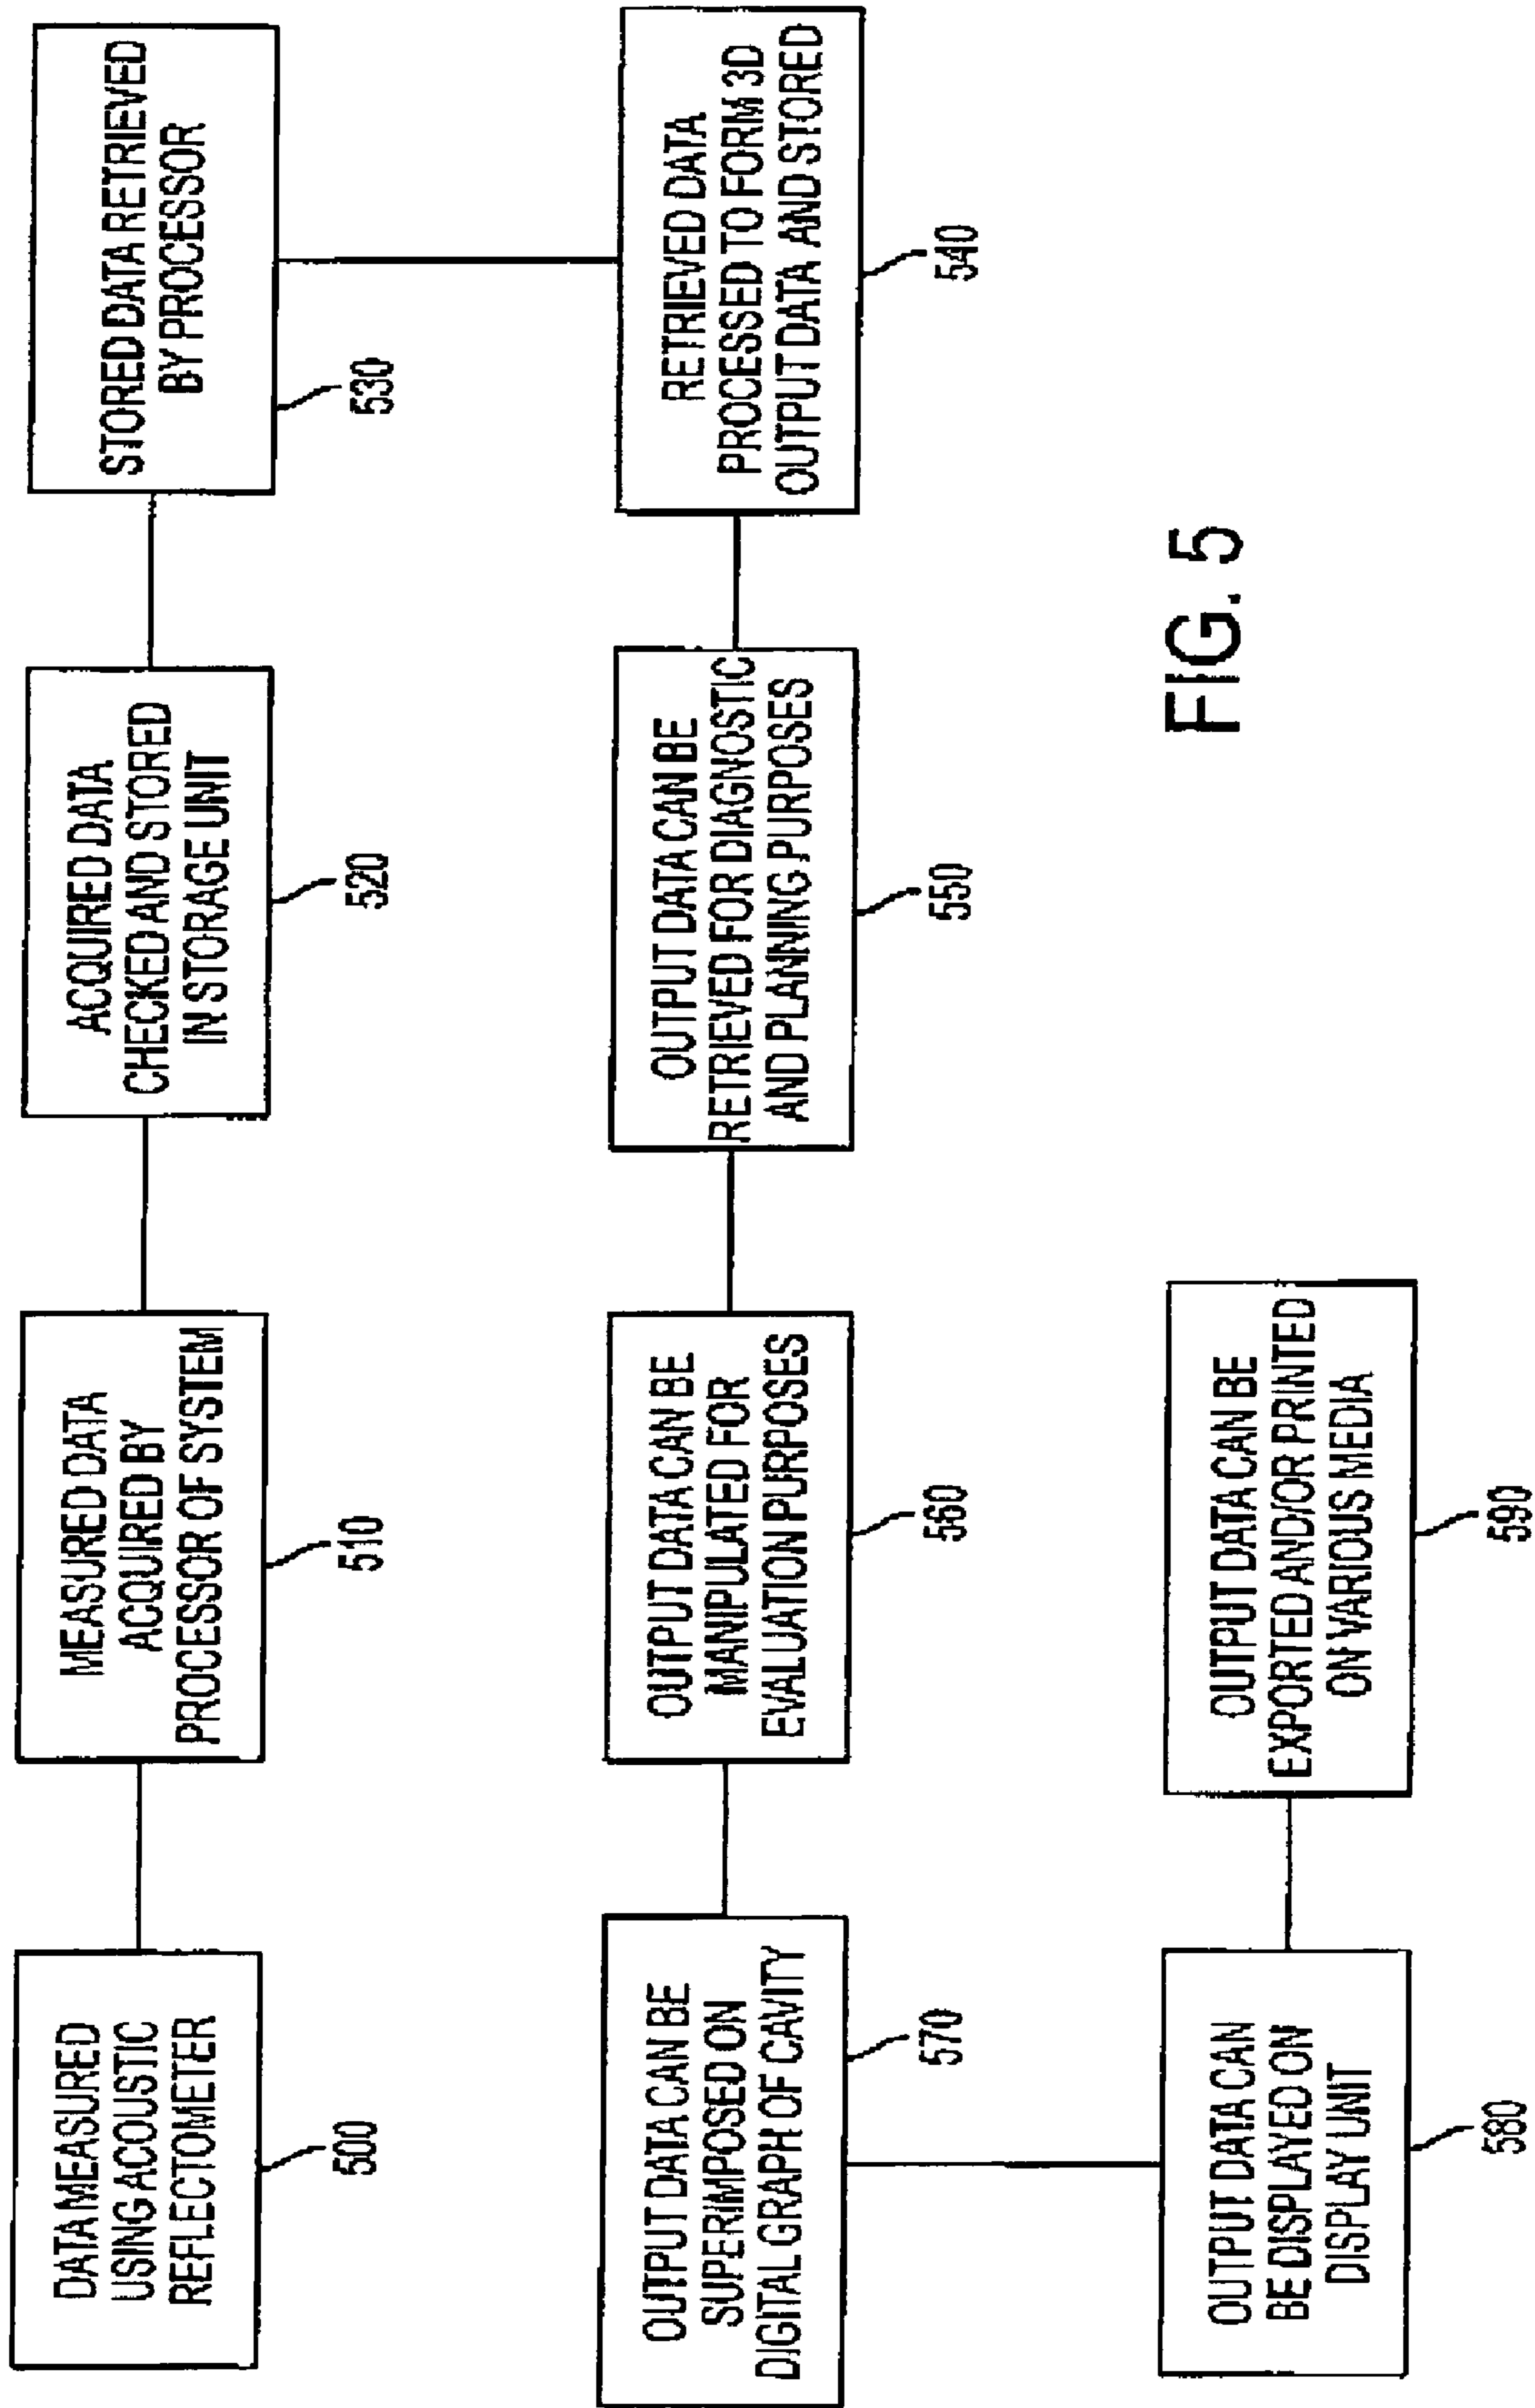 DATA MEASURED
USING ACOUSTIC
REFLECTOMETER
500
MEASURED DATA
ACQUIRED BY
PROCESSOR OF SYSTEM
510
ACQUIRED DATA
CHECKED AND STORED
IN STORAGE UNIT
520
STORED DATA RETRIEVED
BY PROCESSOR
530
RETRIEVED DATA
PROCESSED TO FORM 3D
OUTPUT DATA AND STORED
540
OUTPUT DATA CAN BE
RETRIEVED FOR DIAGNOSTIC
AND PLANNING PURPOSES
550
OUTPUT DATA CAN BE
MANIPULATED FOR
EVALUATION PURPOSES
560
OUTPUT DATA CAN BE
SUPERIMPOSED ON
DIGITAL GRAPH OF CAVITY
570
OUTPUT DATA CAN
BE DISPLAYED ON
DISPLAY UNIT
580
OUTPUT DATA CAN BE
EXPORTED AND/OR PRINTED
ON VARIOUS MEDIA
590
FIG. 5